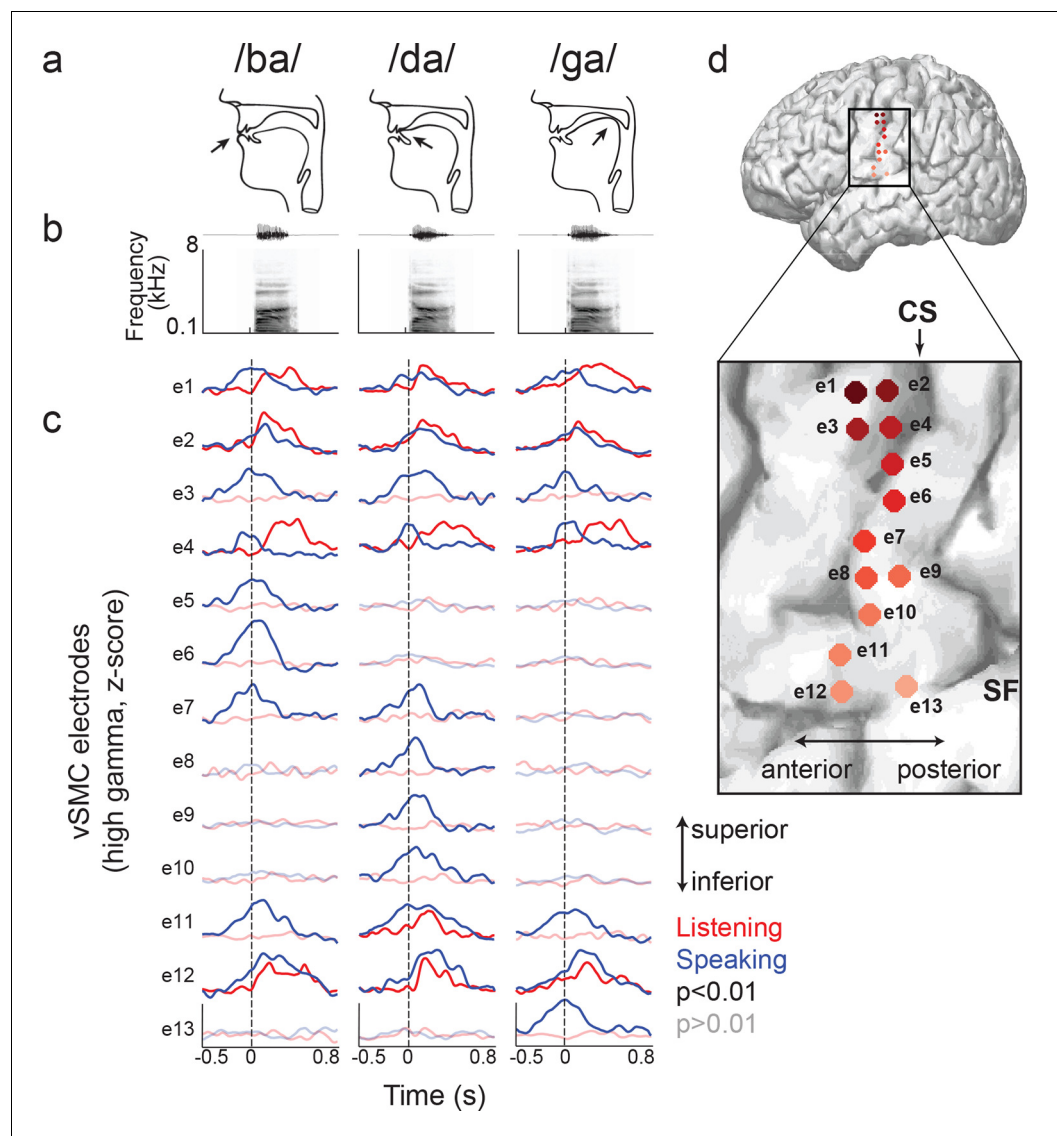 a
/ba/
/da/
/ga/
d
b
8
Frequency
(kHz)
0.1
c
vSMC electrodes
(high gamma, z-score)
e1
e2
e3
e4
e5
e6
e7
e8
e9
e10
e11
e12
e13
-0.5 0 0.8
-0.5 0 0.8
-0.5 0 0.8
Time (s)
CS
e1 e2
e3 e4
e5
e6
e7
e8 e9
e10
e11
e12 e13
SF
anterior posterior
superior
inferior
Listening
Speaking
p<0.01
p>0.01